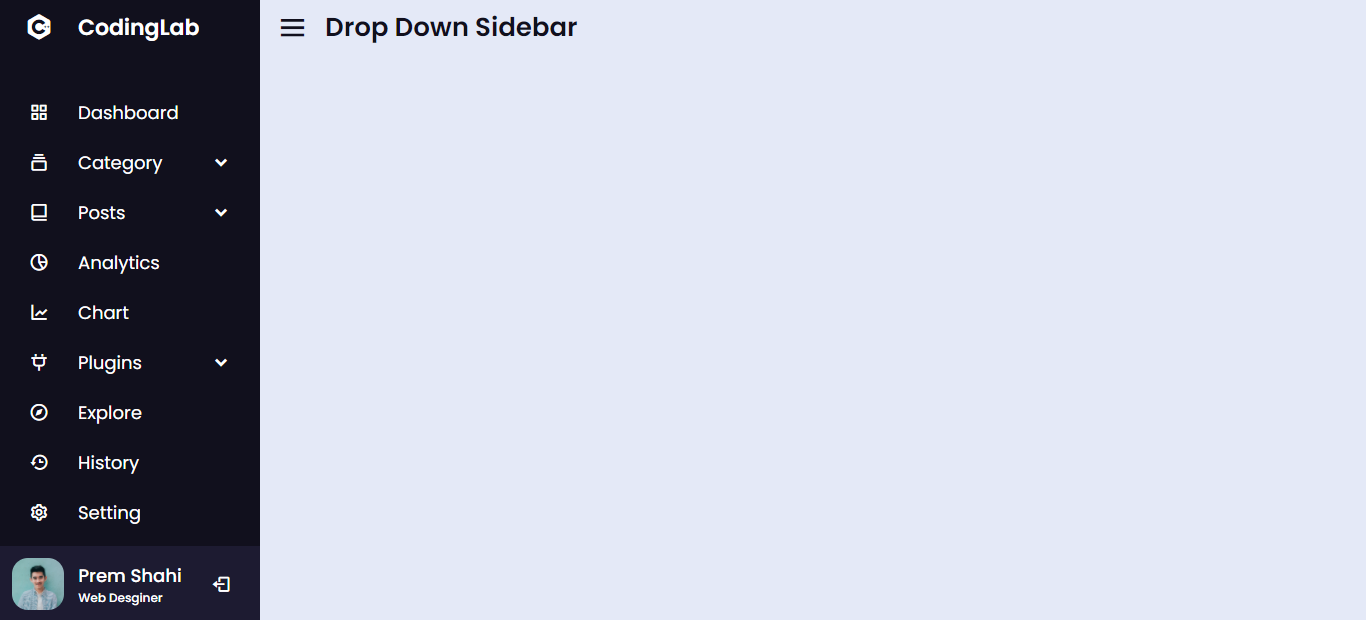 CodingLab
Drop Down Sidebar
Dashboard
Category
Posts
Analytics
Chart
Plugins
Explore
History
Setting
Prem Shahi
Web Desginer